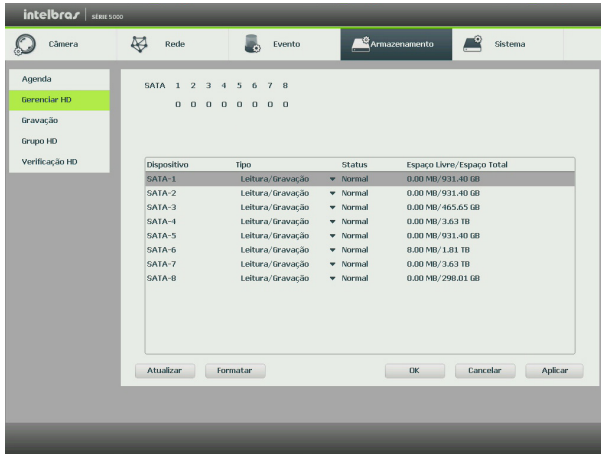 intelbras SÉRIE 5000
Câmera Rede Evento Armazenamento Sistema
Agenda
Gerenciar HD
Gravação
Grupo HD
Verificação HD
SATA 1 2 3 4 5 6 7 8
O O O O O O O O
Dispositivo Tipo Status Espaço Livre/Espaço Total
SATA-1 Leitura/Gravação Normal 0.00 MB/931.40 GB
SATA-2 Leitura/Gravação Normal 0.00 MB/931.40 GB
SATA-3 Leitura/Gravação Normal 0.00 MB/465.65 GB
SATA-4 Leitura/Gravação Normal 0.00 MB/3.63 TB
SATA-5 Leitura/Gravação Normal 0.00 MB/931.40 GB
SATA-6 Leitura/Gravação Normal 8.00 MB/1.81 TB
SATA-7 Leitura/Gravação Normal 0.00 MB/3.63 TB
SATA-8 Leitura/Gravação Normal 0.00 MB/298.01 GB
Atualizar Formatar OK Cancelar Aplicar